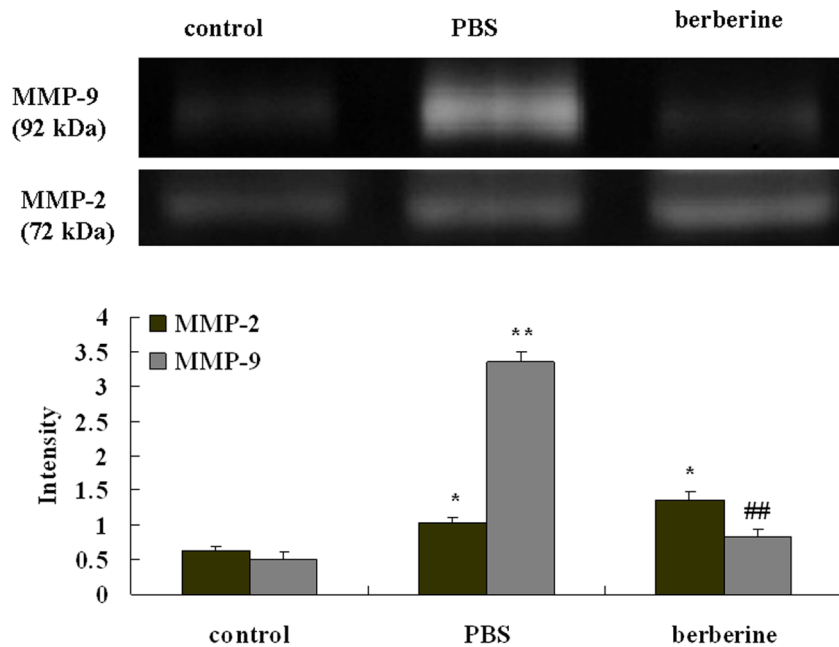 control PBS berberine
MMP-9
(92 kDa)
MMP-2
(72 kDa)
4
3.5
3
2.5
2
1.5
1
0.5
0
Intensity
MMP-2
MMP-9
*
**
*
##
control PBS berberine